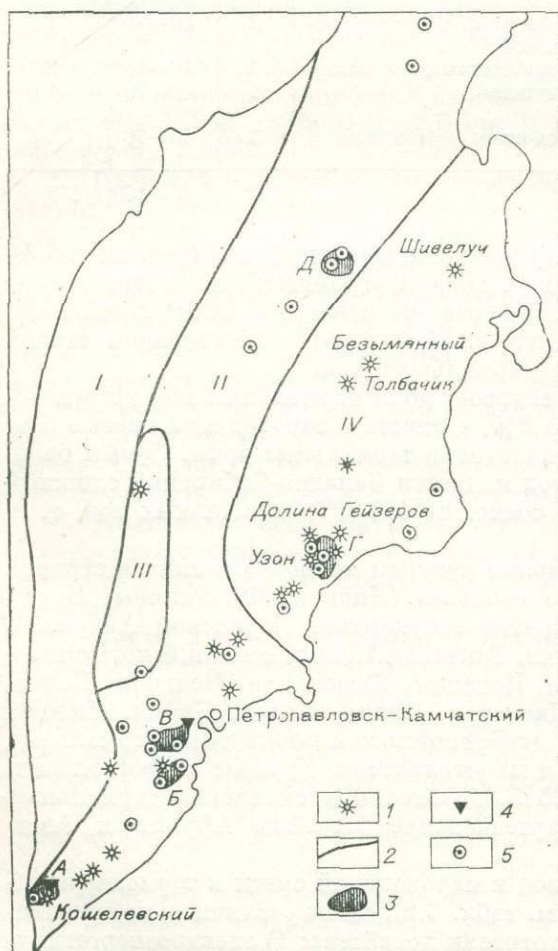 Шивелуч
Д
Безымянный
Толбачик
I
II
IV
Долина Гейзеров
Узон
Г
III
В
Петропавловск-Камчатский
Б
1
4
2
5
А
3
Кошелевский